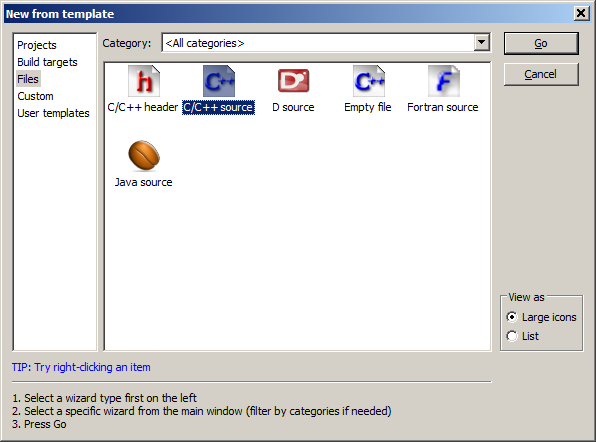 New from template
Projects
Build targets
Files
Custom
User templates
Category: <All categories>
Go
Cancel
h C++ D C++ F
C/C++ header C/C++ source D source Empty file Fortran source
Java source
View as
Large icons
List
TIP: Try right-clicking an item
1. Select a wizard type first on the left
2. Select a specific wizard from the main window (filter by categories if needed)
3. Press Go